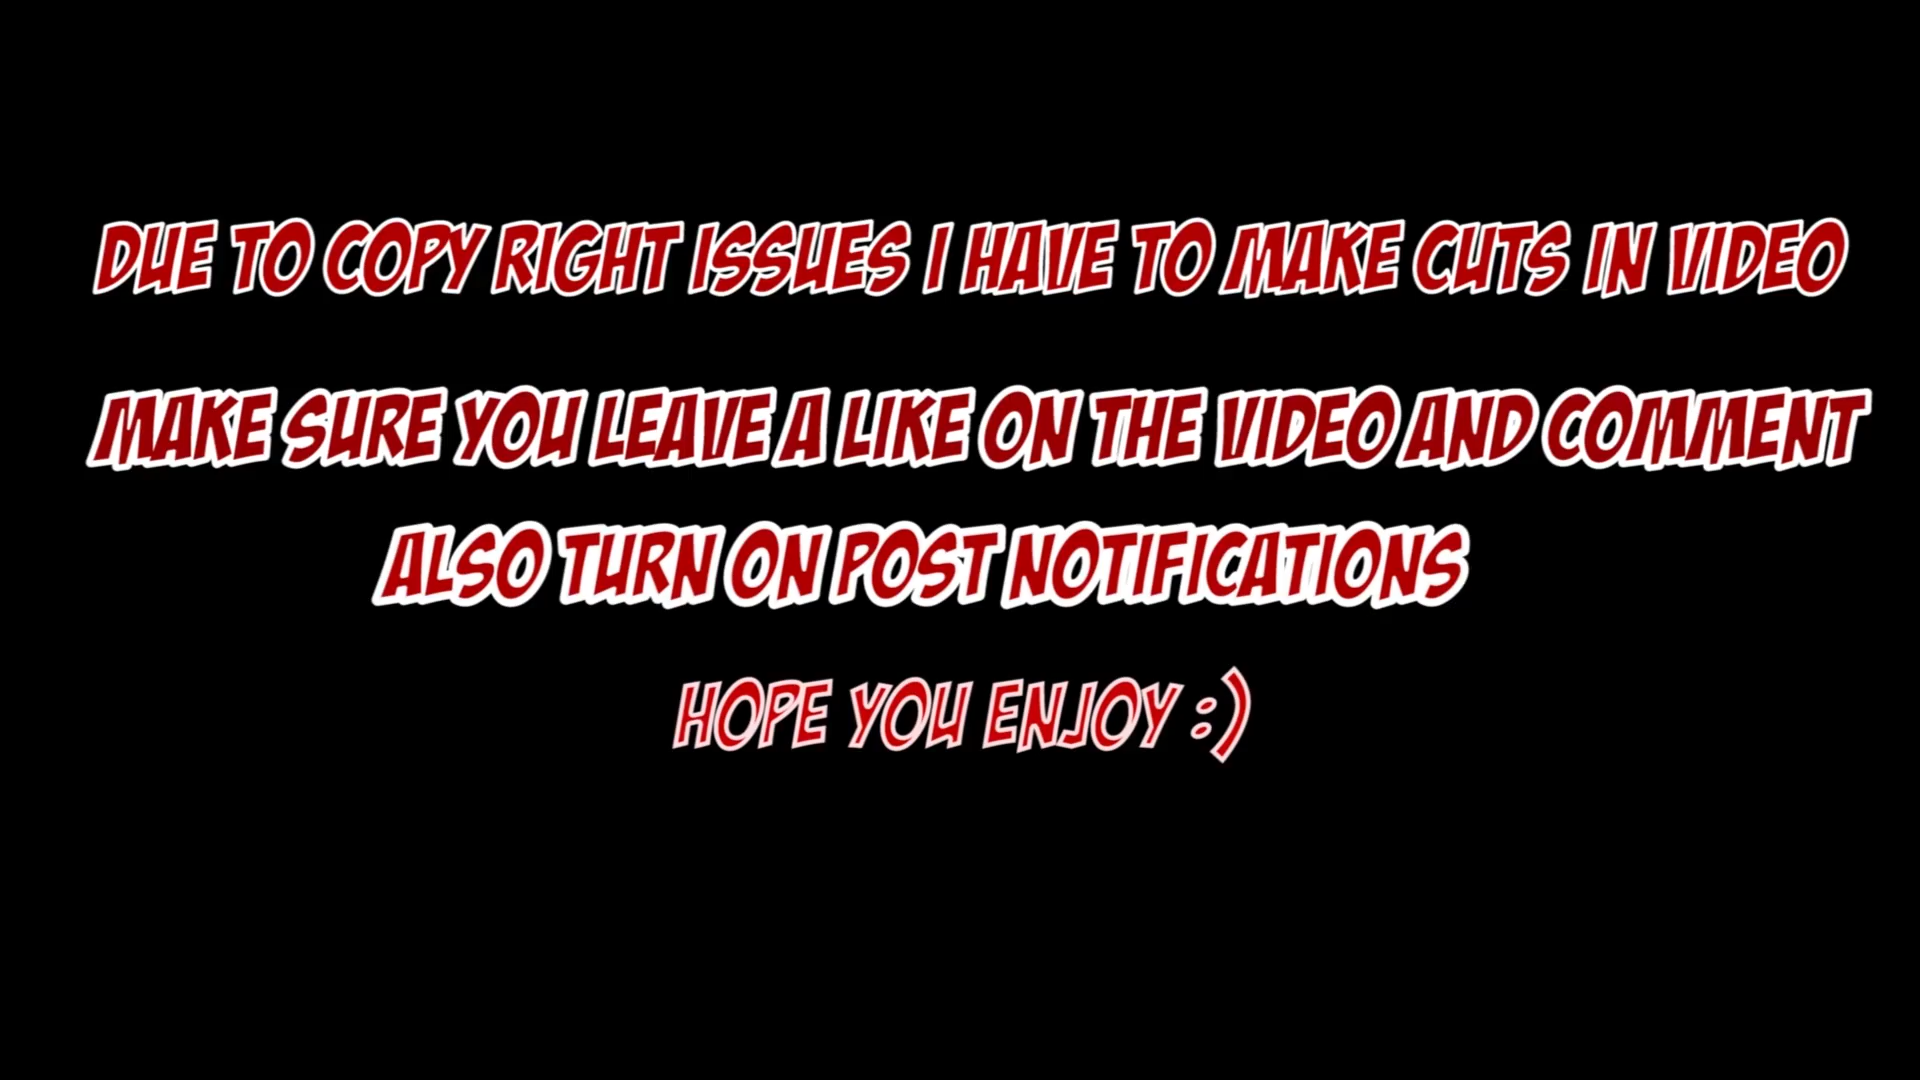 DUE TO COPY RIGHT ISSUES I HAVE TO MAKE CUTS IN VIDEO
MAKE SURE YOU LEAVE A LIKE ON THE VIDEO AND COMMENT
ALSO TURN ON POST NOTIFICATIONS
HOPE YOU ENJOY :)